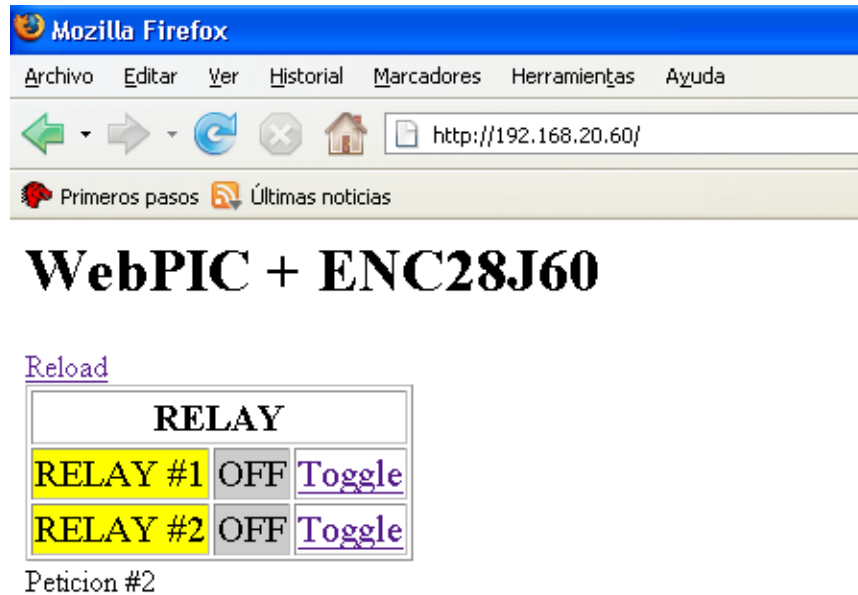 Mozilla Firefox
Archivo Editar Ver Historial Marcadores Herramientas Ayuda
http://192.168.20.60/
Primeros pasos Últimas noticias
WebPIC + ENC28J60
Reload
RELAY
RELAY #1 OFF Toggle
RELAY #2 OFF Toggle
Peticion #2